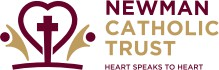 NEWMAN
CATHOLIC
TRUST
HEART SPEAKS TO HEART